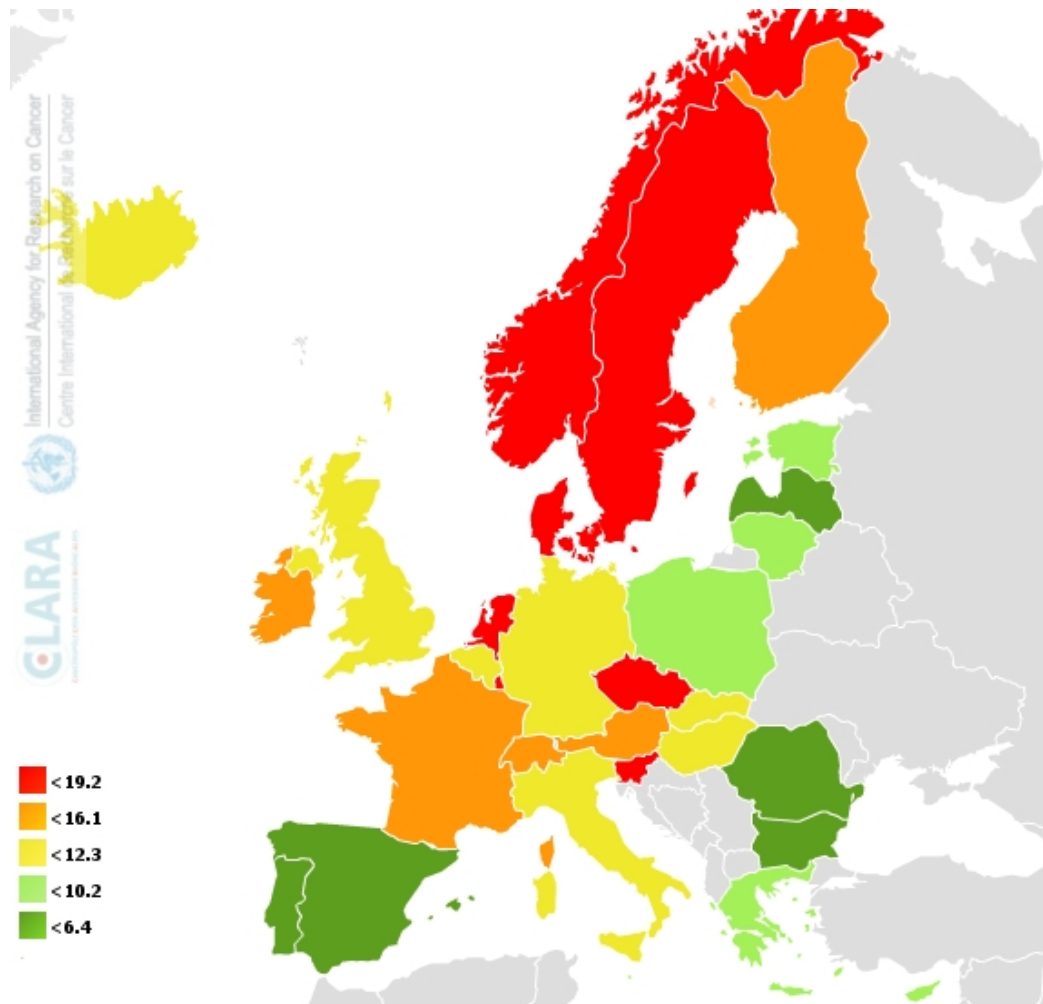 International Agency for Research on Cancer
Centre International de Recherche sur le Cancer
CLARA
<19.2
<16.1
<12.3
<10.2
<6.4